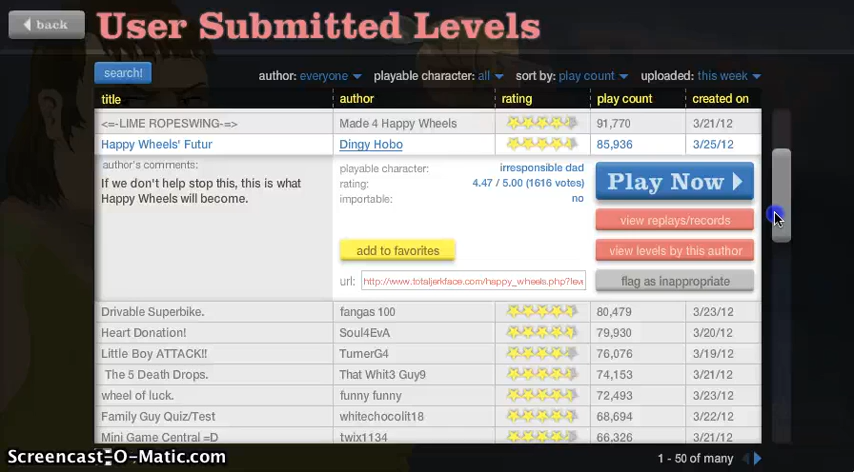 back
User Submitted Levels
search!
author: everyone playable character: all sort by: play count uploaded: this week
title author rating play count created on
<=-LIME ROPESWING-=> Made 4 Happy Wheels 91,770 3/21/12
Happy Wheels' Futur Dingy Hobo 85,936 3/25/12
author's comments:
If we don't help stop this, this is what
Happy Wheels will become.
playable character: irresponsible dad
rating: 4.47 / 5.00 (1616 votes)
importable: no
Play Now
view replays/records
add to favorites
view levels by this author
url: http://www.totaljerkface.com/happy_wheels.php?leve
flag as inappropriate
Drivable Superbike. fangas 100 80,479 3/23/12
Heart Donation! Soul4EvA 79,930 3/20/12
Little Boy ATTACK!! TurnerG4 76,076 3/19/12
The 5 Death Drops. That Whit3 Guy9 74,153 3/21/12
wheel of luck. funny funny 72,493 3/23/12
Family Guy Quiz/Test whitechocolit18 68,694 3/22/12
Mini Game Central =D twix1134 66,326 3/21/12
Screencast-O-Matic.com
1 - 50 of many